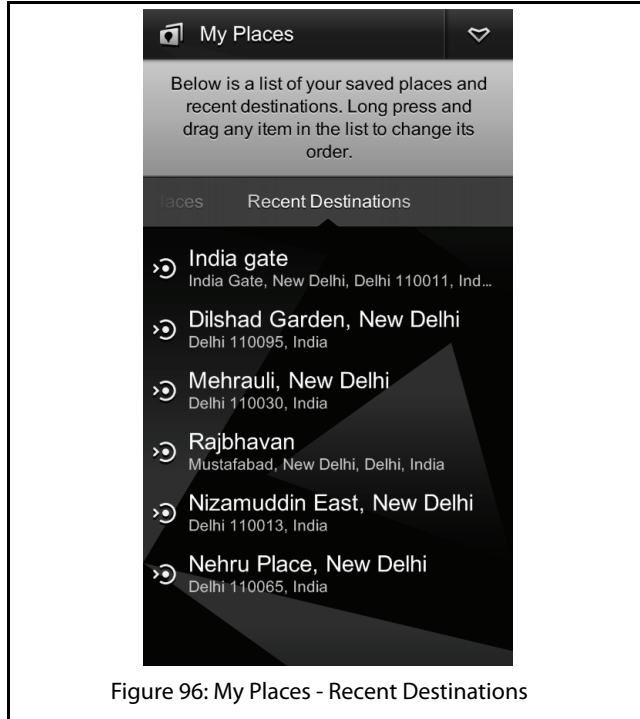 My Places
Below is a list of your saved places and
recent destinations. Long press and
drag any item in the list to change its
order.
laces Recent Destinations
India gate
India Gate, New Delhi, Delhi 110011, Ind...
Dilshad Garden, New Delhi
Delhi 110095, India
Mehrauli, New Delhi
Delhi 110030, India
Rajbhavan
Mustafabad, New Delhi, Delhi, India
Nizamuddin East, New Delhi
Delhi 110013, India
Nehru Place, New Delhi
Delhi 110065, India
Figure 96: My Places - Recent Destinations